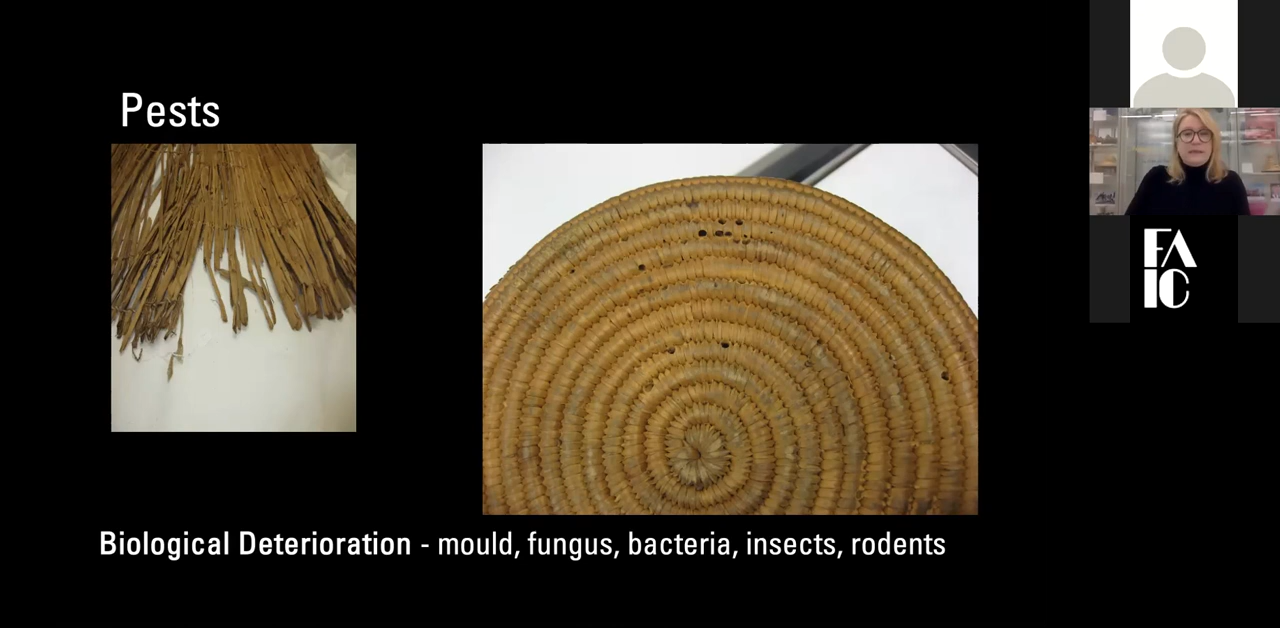 Pests
Biological Deterioration - mould, fungus, bacteria, insects, rodents
FA
IC